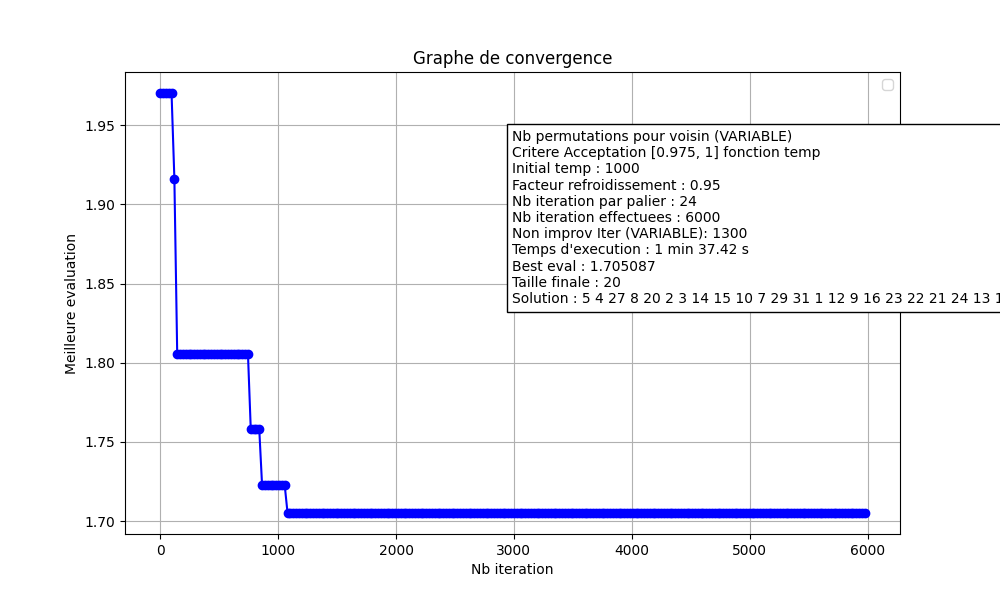 Graphe de convergence
Meilleure evaluation
1.95
1.90
1.85
1.80
1.75
1.70
Nb permutations pour voisin (VARIABLE)
Critere Acceptation [0.975, 1] fonction temp
Initial temp : 1000
Facteur refroidissement : 0.95
Nb iteration par palier : 24
Nb iteration effectuees : 6000
Non improv Iter (VARIABLE): 1300
Temps d'execution : 1 min 37.42 s
Best eval : 1.705087
Taille finale : 20
Solution : 5 4 27 8 20 2 3 14 15 10 7 29 31 1 12 9 16 23 22 21 24 13
0 1000 2000 3000 4000 5000 6000
Nb iteration